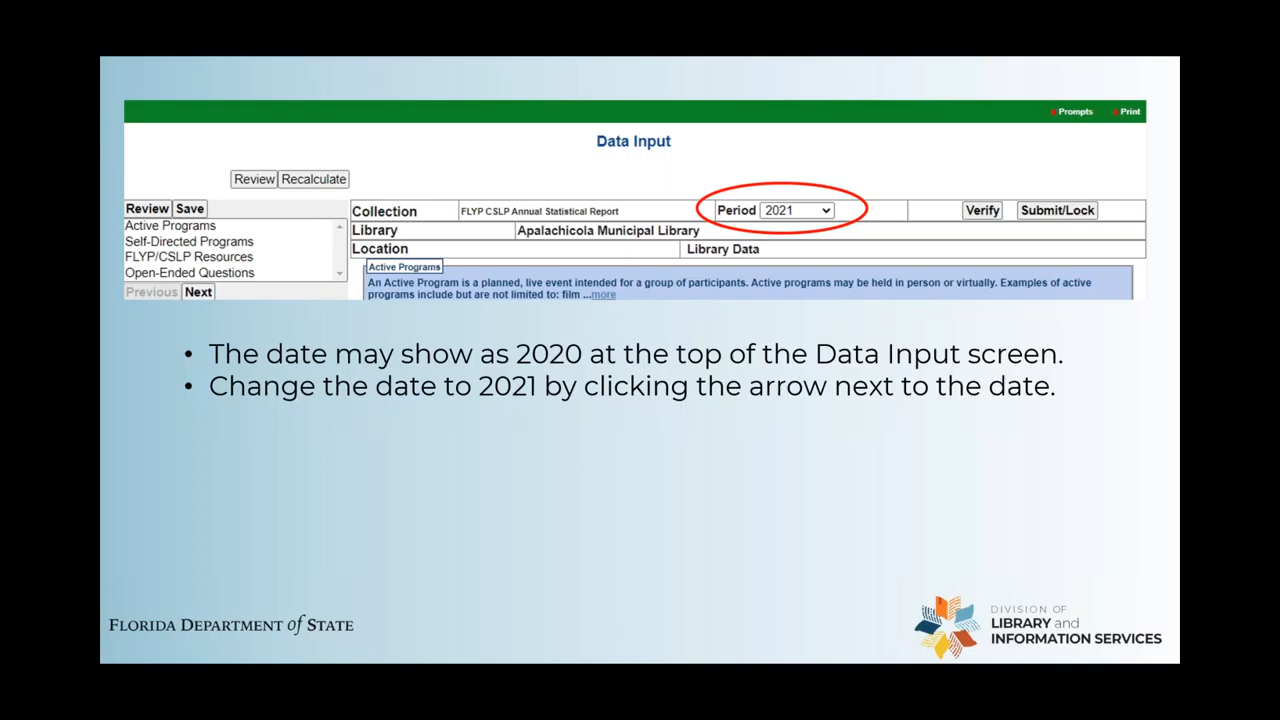 Prompts Print
Data Input
Review Recalculate
Review Save
Collection FLYP CSLP Annual Statistical Report Period 2021 Verify Submit/Lock
Active Programs
Library Apalachicola Municipal Library
Self-Directed Programs
Location Library Data
FLYP/CSLP Resources
Active Programs
Open-Ended Questions
An Active Program is a planned, live event intended for a group of participants. Active programs may be held in person or virtually. Examples of active
Previous Next
programs include but are not limited to: film ...more
• The date may show as 2020 at the top of the Data Input screen.
• Change the date to 2021 by clicking the arrow next to the date.
FLORIDA DEPARTMENT of STATE
DIVISION OF
LIBRARY and
INFORMATION SERVICES